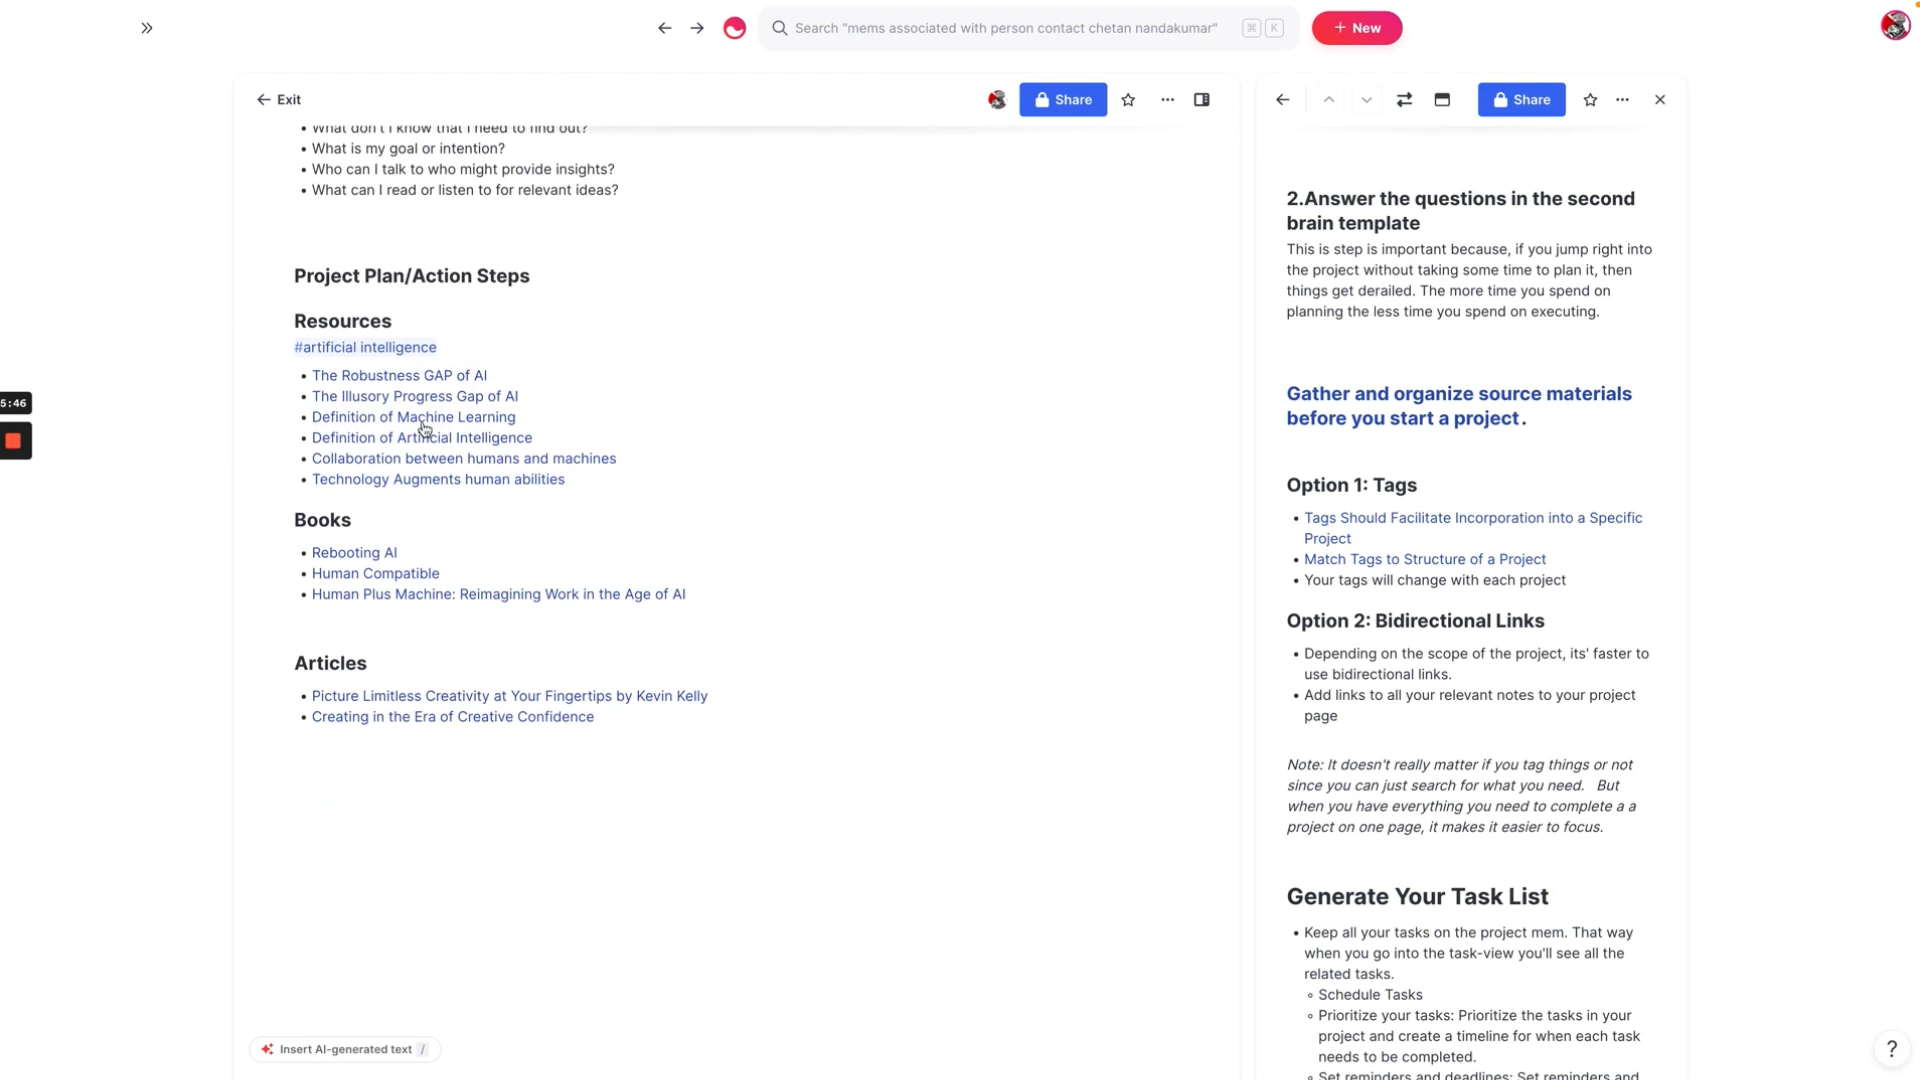 Search "mems associated with person contact chetan nandakumar"
⌘ K
+ New
5:46
← Exit
Share
• What don't I know that I need to find out?
• What is my goal or intention?
• Who can I talk to who might provide insights?
• What can I read or listen to for relevant ideas?
Project Plan/Action Steps
Resources
#artificial intelligence
• The Robustness GAP of AI
• The Illusory Progress Gap of AI
• Definition of Machine Learning
• Definition of Artificial Intelligence
• Collaboration between humans and machines
• Technology Augments human abilities
Books
• Rebooting AI
• Human Compatible
• Human Plus Machine: Reimagining Work in the Age of AI
Articles
• Picture Limitless Creativity at Your Fingertips by Kevin Kelly
• Creating in the Era of Creative Confidence
Insert AI-generated text /
Share
2.Answer the questions in the second
brain template
This is step is important because, if you jump right into
the project without taking some time to plan it, then
things get derailed. The more time you spend on
planning the less time you spend on executing.
Gather and organize source materials
before you start a project.
Option 1: Tags
• Tags Should Facilitate Incorporation into a Specific
Project
• Match Tags to Structure of a Project
• Your tags will change with each project
Option 2: Bidirectional Links
• Depending on the scope of the project, its' faster to
use bidirectional links.
• Add links to all your relevant notes to your project
page
Note: It doesn't really matter if you tag things or not
since you can just search for what you need. But
when you have everything you need to complete a a
project on one page, it makes it easier to focus.
Generate Your Task List
• Keep all your tasks on the project mem. That way
when you go into the task-view you'll see all the
related tasks.
◦ Schedule Tasks
◦ Prioritize your tasks: Prioritize the tasks in your
project and create a timeline for when each task
needs to be completed.
◦ Set reminders and deadlines: Set reminders and
?